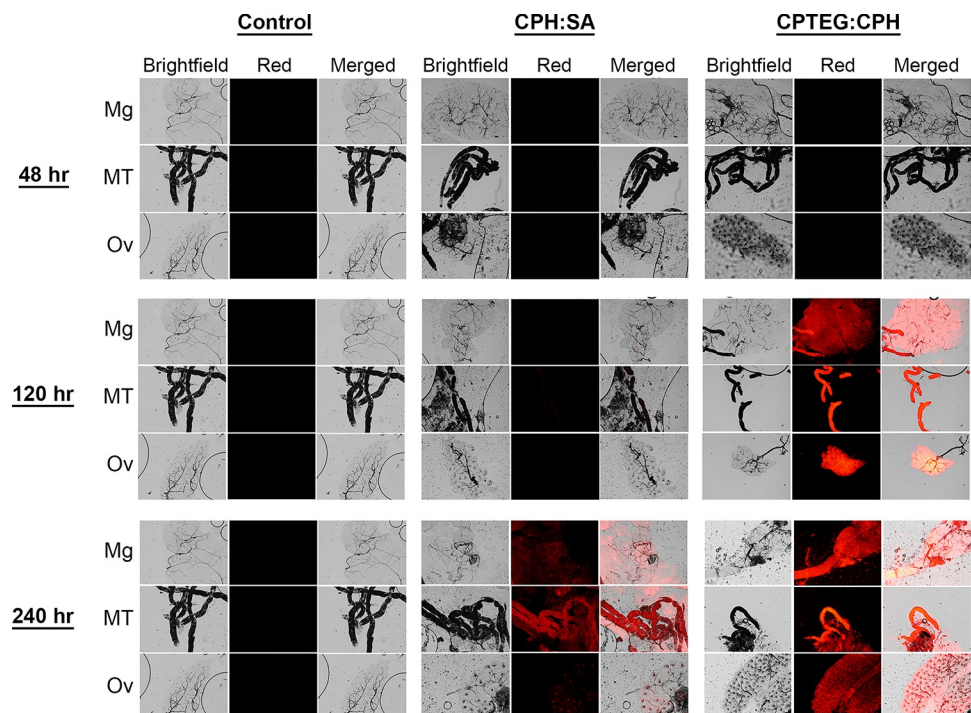 Control CPH:SA CPTEG:CPH
Brightfield Red Merged Brightfield Red Merged Brightfield Red Merged
Mg
48 hr MT
Ov
Mg
120 hr MT
Ov
Mg
240 hr MT
Ov